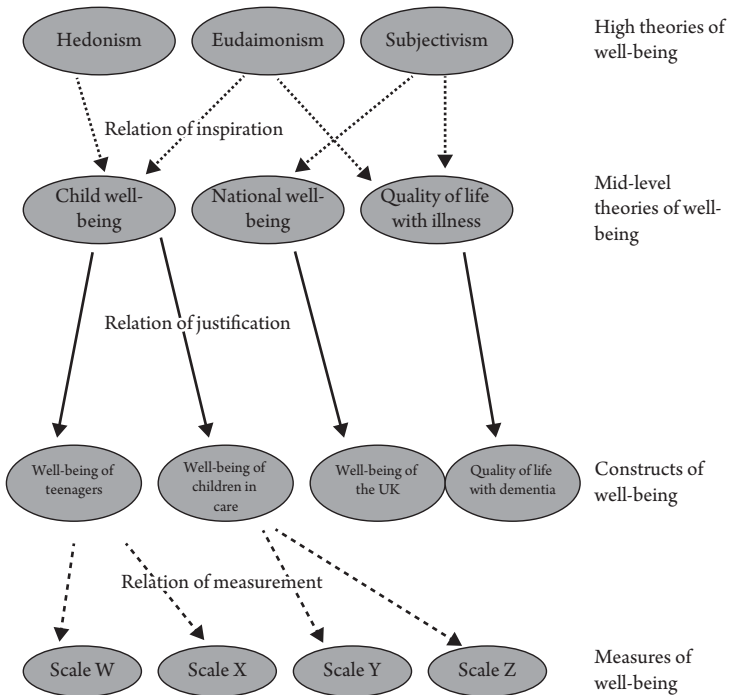 Hedonism
Eudaimonism
Subjectivism
High theories of
well-being
Relation of inspiration
Child well-
being
National well-
being
Quality of life
with illness
Mid-level
theories of well-
being
Relation of justification
Well-being of
teenagers
Well-being of
children in
care
Well-being of
the UK
Quality of life
with dementia
Constructs of
well-being
Relation of measurement
Scale W
Scale X
Scale Y
Scale Z
Measures of
well-being